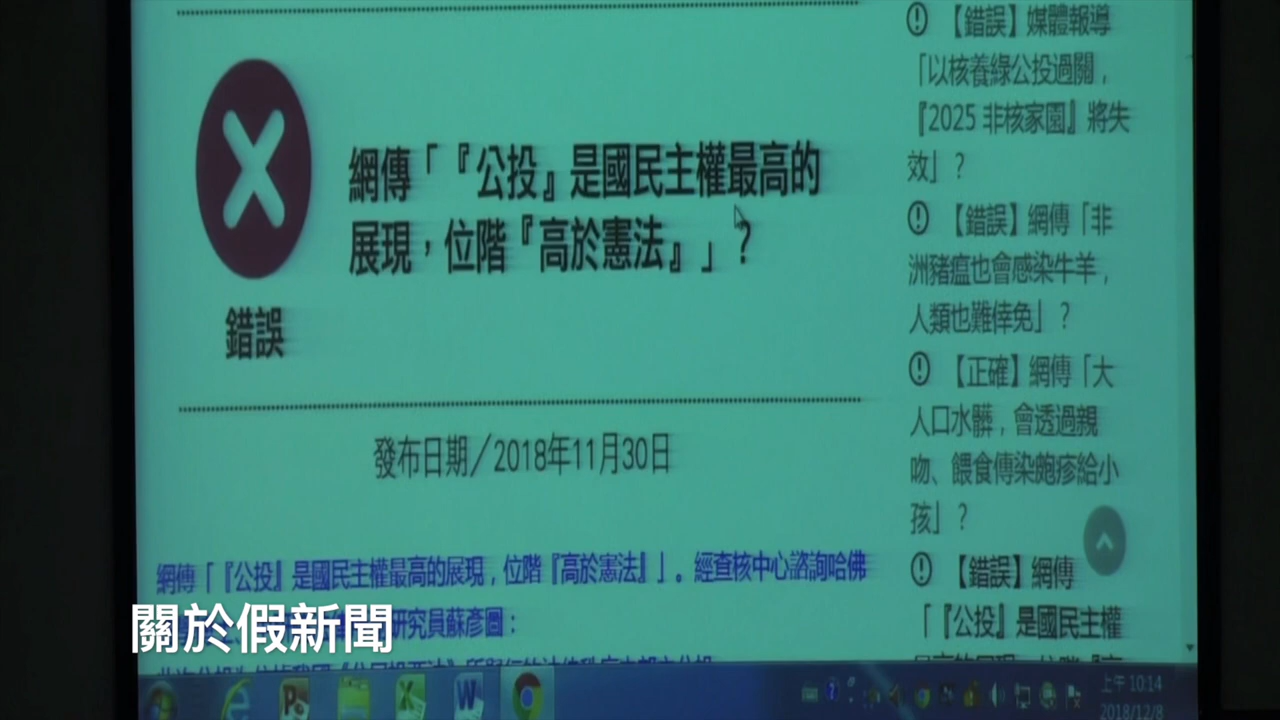 網傳「『公投』是國民主權最高的
展現，位階『高於憲法』」？
錯誤
發布日期／2018年11月30日
網傳「『公投』是國民主權最高的展現，位階『高於憲法』」。經查核中心諮詢哈佛
研究員蘇彥圖：
【錯誤】媒體報導
「以核養綠公投過關，
『2025 非核家園』將失
效」？
【錯誤】網傳「非
洲豬瘟也會感染牛羊，
人類也難倖免」？
【正確】網傳「大
人口水髒，會透過親
吻、餵食傳染皰疹給小
孩」？
【錯誤】網傳
「『公投』是國民主權
關於假新聞
上午 10:14
2018/12/8